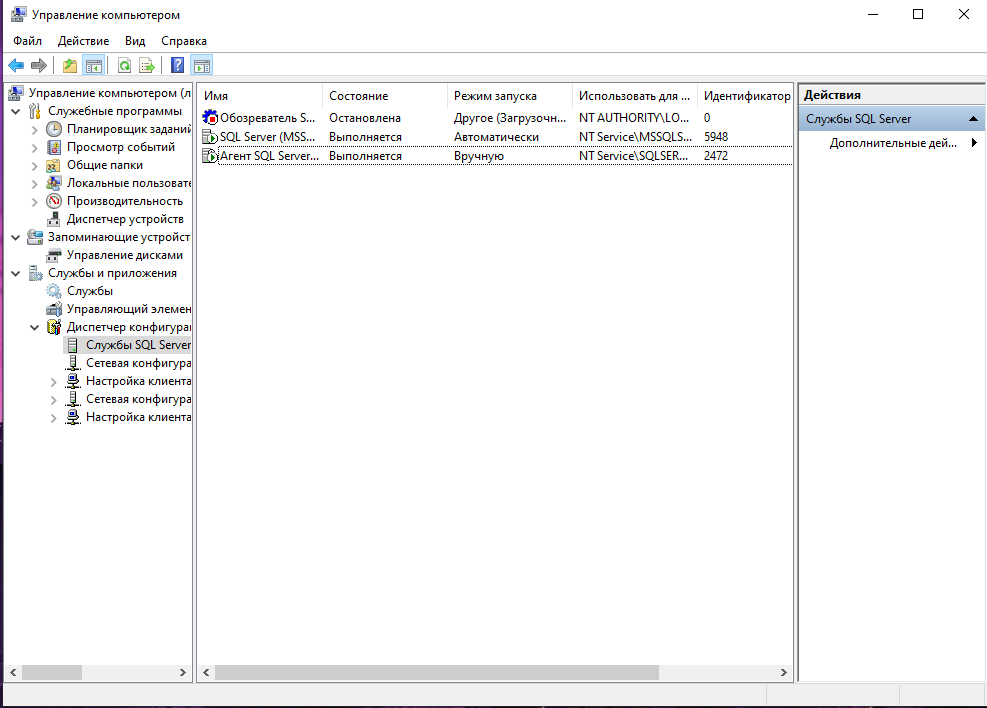 Управление компьютером
Файл Действие Вид Справка
Управление компьютером (л
Служебные программы
Планировщик заданий
Просмотр событий
Общие папки
Локальные пользовате
Производительность
Диспетчер устройств
Запоминающие устройст
Управление дисками
Службы и приложения
Службы
Управляющий элемен
Диспетчер конфигура
Службы SQL Server
Сетевая конфигура
Настройка клиента
Сетевая конфигура
Настройка клиента
Имя Состояние Режим запуска Использовать для ... Идентификатор
Обозреватель S... Остановлена Другое (Загрузочн... NT AUTHORITY\LO... 0
SQL Server (MSS... Выполняется Автоматически NT Service\MSSQLS... 5948
Агент SQL Server... Выполняется Вручную NT Service\SQLSER... 2472
Действия
Службы SQL Server
Дополнительные дей...